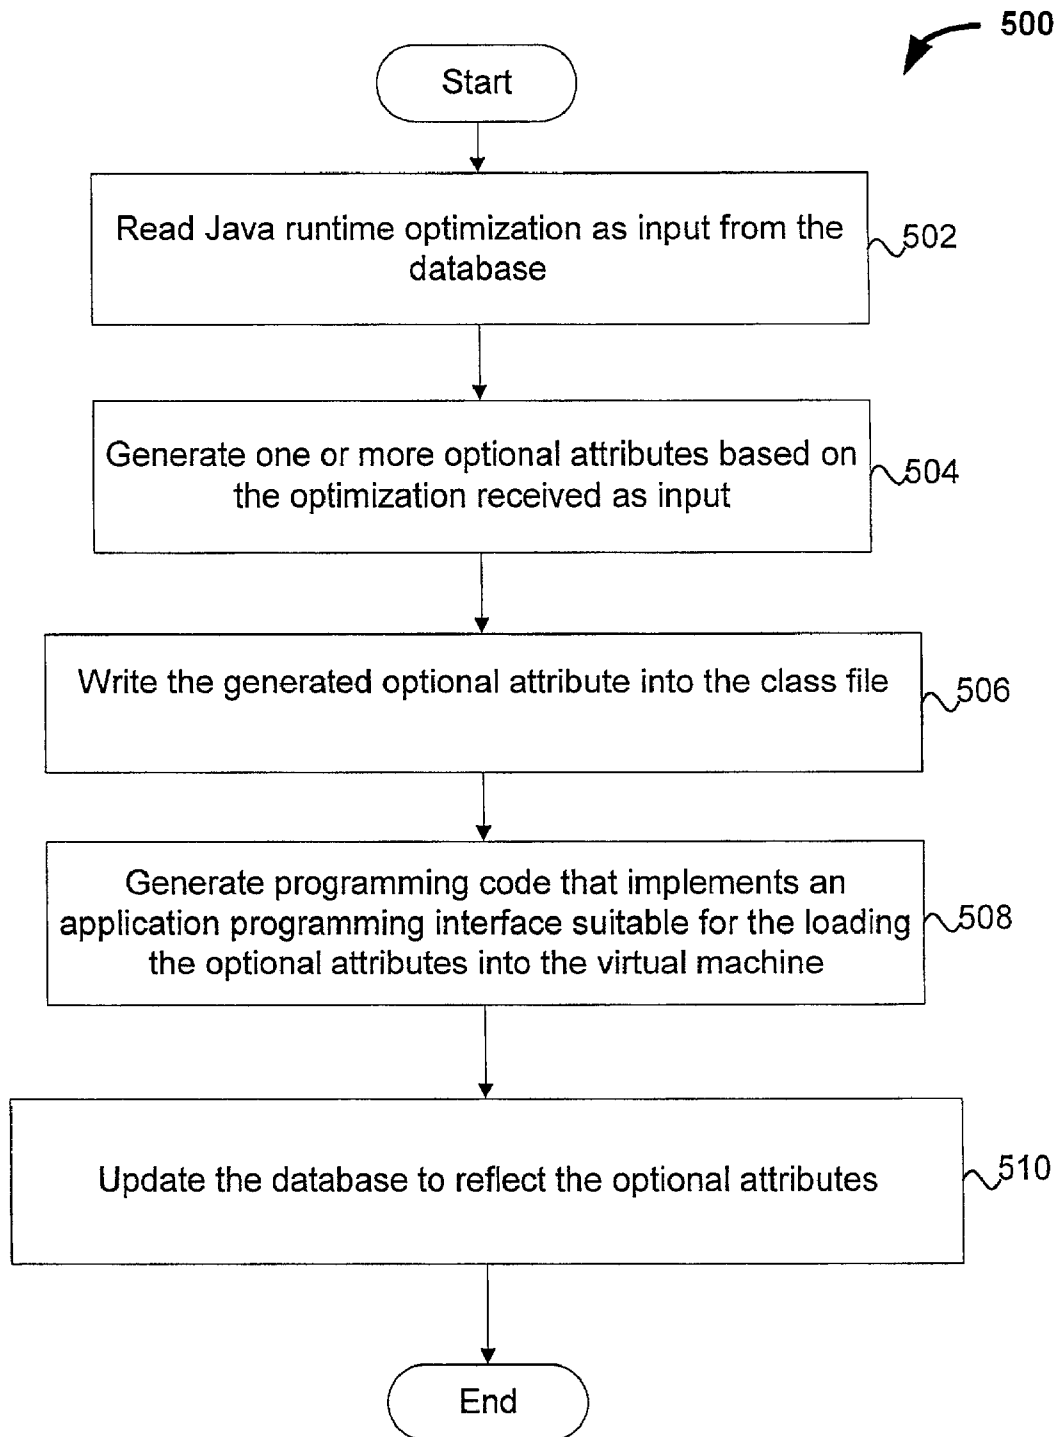 500
Start
Read Java runtime optimization as input from the
database
502
Generate one or more optional attributes based on
the optimization received as input
504
Write the generated optional attribute into the class file
506
Generate programming code that implements an
application programming interface suitable for the loading
the optional attributes into the virtual machine
508
Update the database to reflect the optional attributes
510
End